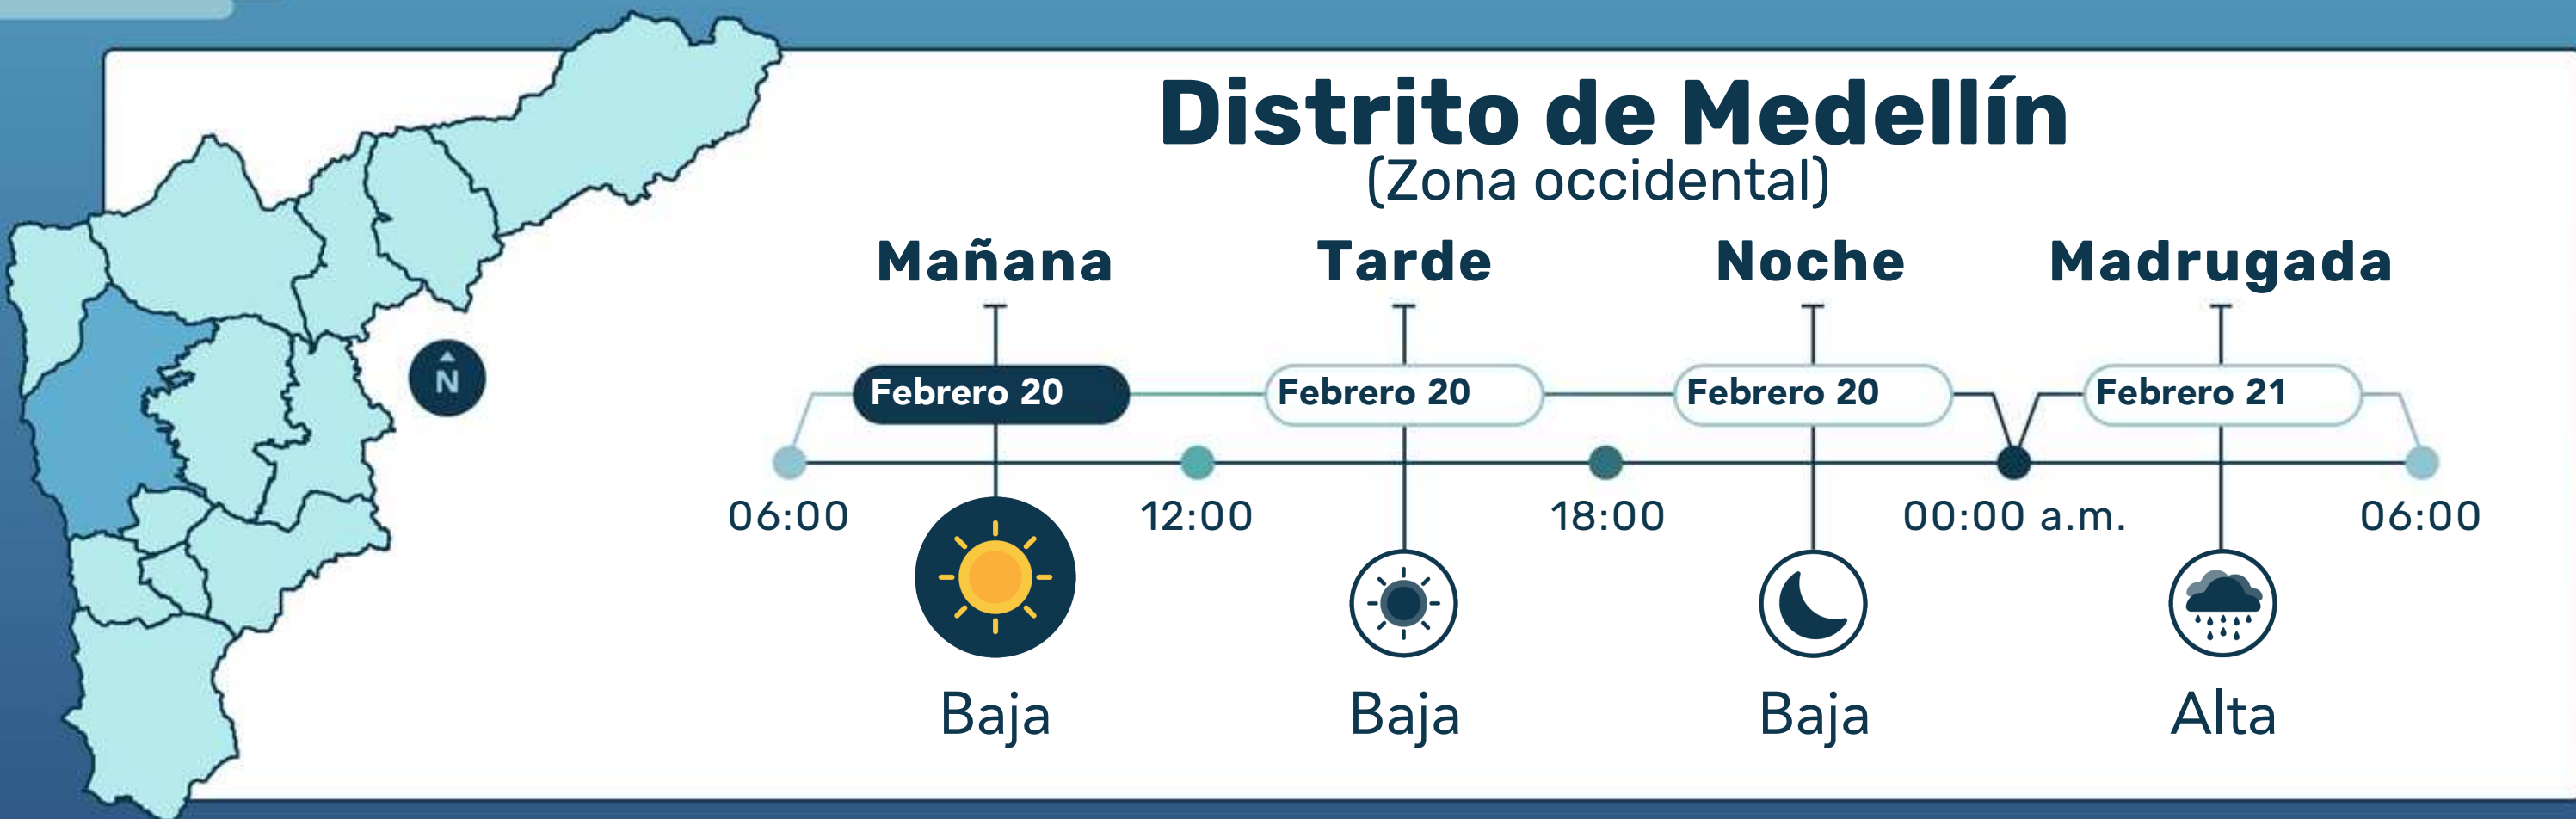 Distrito de Medellín
(Zona occidental)
Mañana Tarde Noche Madrugada
Febrero 20 Febrero 20 Febrero 20 Febrero 21
N
06:00 12:00 18:00 00:00 a.m. 06:00
Baja Baja Baja Alta